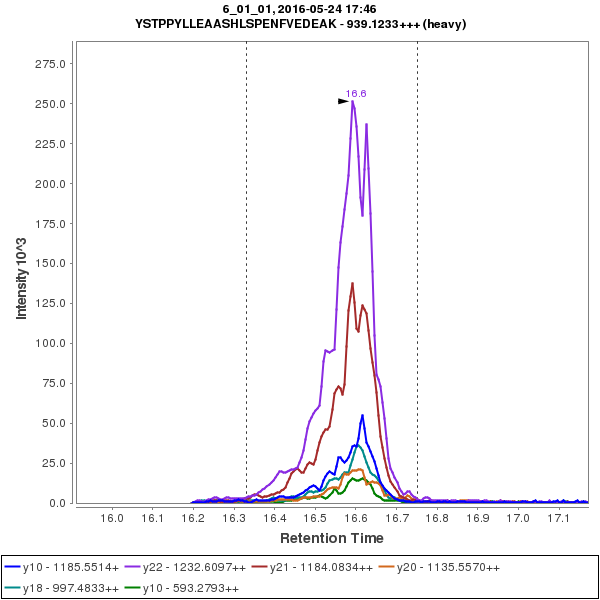 6_01_01, 2016-05-24 17:46
YSTPPYLLEAASHLSPENFVEDEAK - 939.1233+++ (heavy)
275.0
250.0
225.0
200.0
175.0
150.0
125.0
100.0
75.0
50.0
25.0
0.0
Intensity 10^3
16.6
16.0 16.1 16.2 16.3 16.4 16.5 16.6 16.7 16.8 16.9 17.0 17.1
Retention Time
y10 - 1185.5514+ y22 - 1232.6097++ y21 - 1184.0834++ y20 - 1135.5570++
y18 - 997.4833++ y10 - 593.2793++